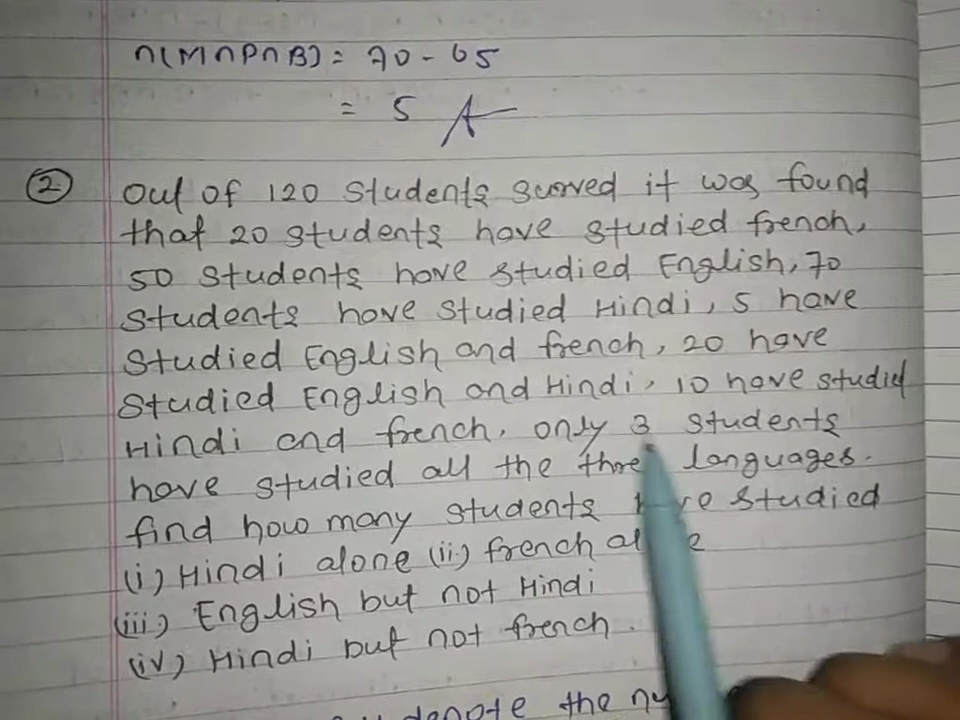 n(M∩P∩B) = 70 - 65
= 5 A
(2) Out of 120 students surved it was found
that 20 students have studied french,
50 students have studied English, 70
students have studied Hindi, 5 have
studied English and french, 20 have
studied English and Hindi, 10 have studied
Hindi and french. only 3 students
have studied all the three languages.
find how many students have studied
(i) Hindi alone (ii) french alone
(iii) English but not Hindi
(iv) Hindi but not french.
denote the